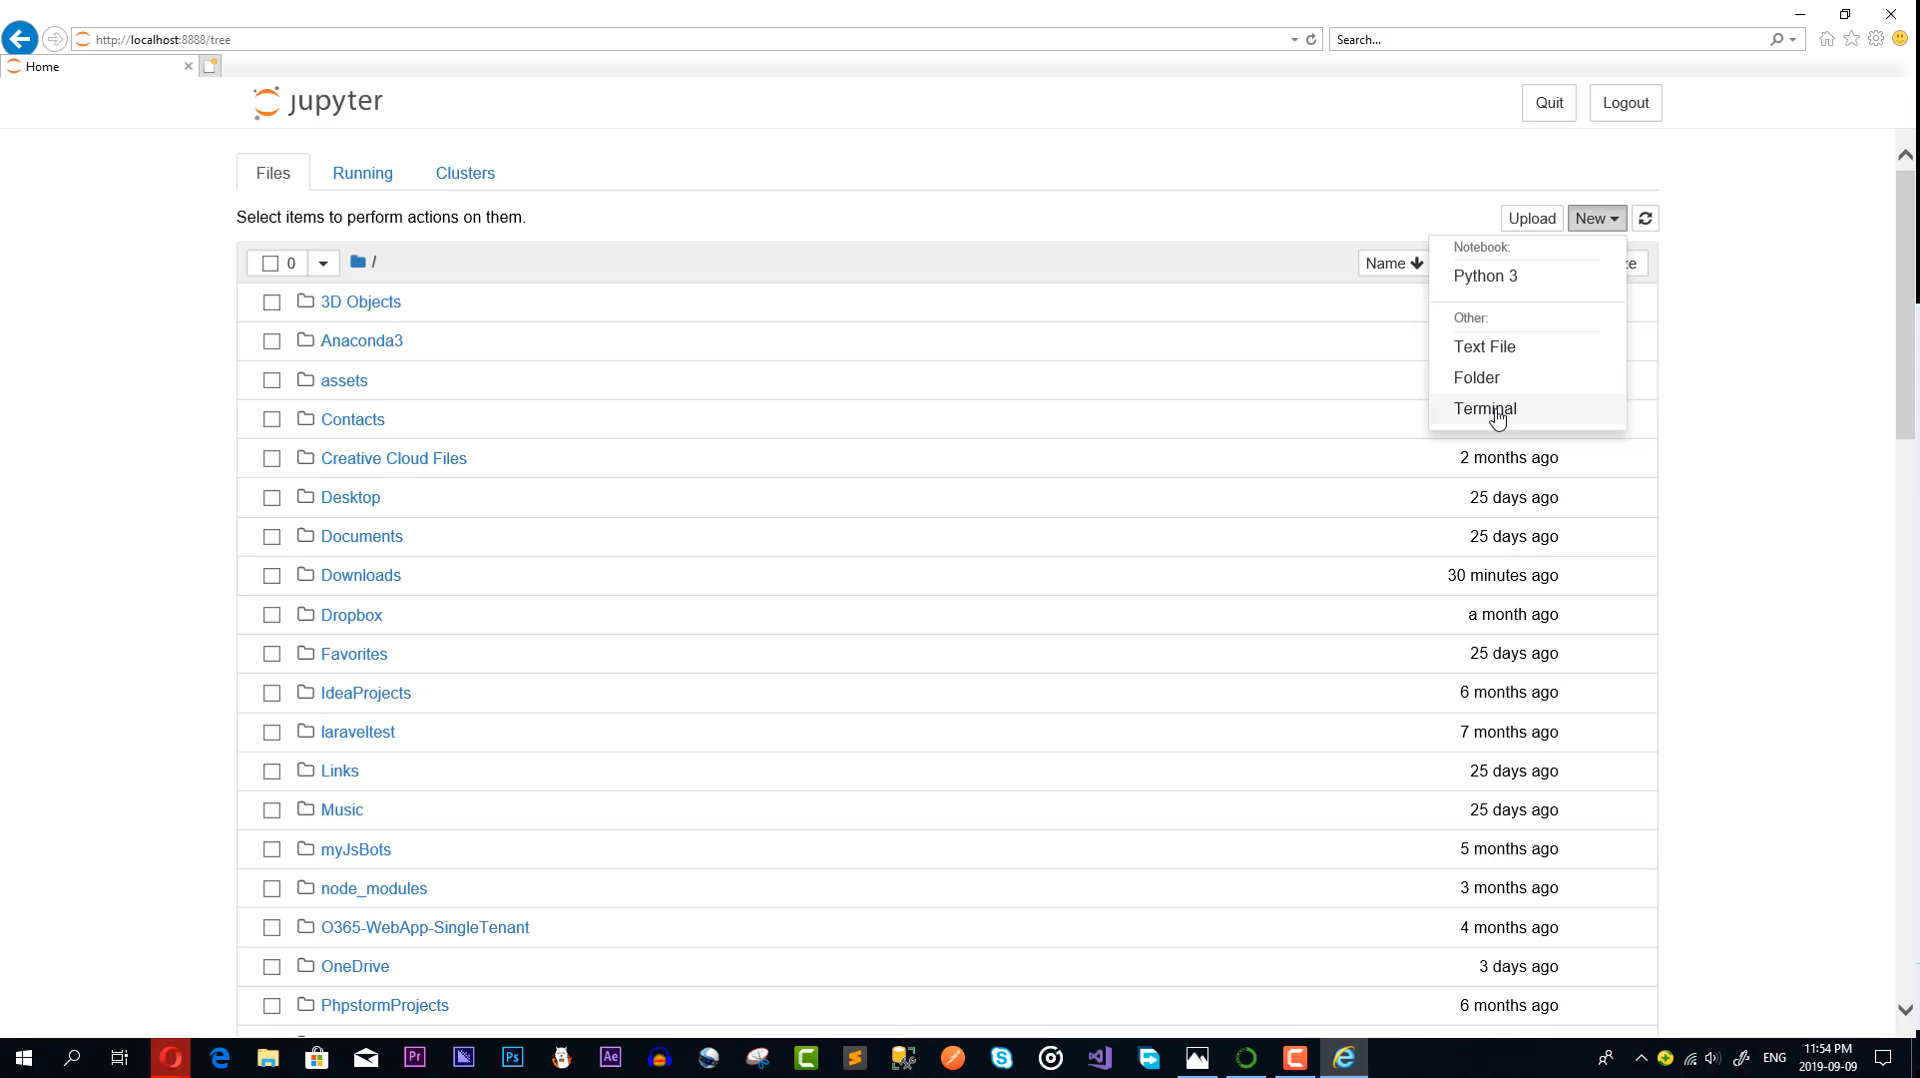 http://localhost:8888/tree
Search...
Home
jupyter
Quit
Logout
Files
Running
Clusters
Select items to perform actions on them.
Upload
New
0
/
Name
ze
Notebook:
Python 3
Other:
Text File
Folder
Terminal
3D Objects
Anaconda3
assets
Contacts
Creative Cloud Files
2 months ago
Desktop
25 days ago
Documents
25 days ago
Downloads
30 minutes ago
Dropbox
a month ago
Favorites
25 days ago
IdeaProjects
6 months ago
laraveltest
7 months ago
Links
25 days ago
Music
25 days ago
myJsBots
5 months ago
node_modules
3 months ago
O365-WebApp-SingleTenant
4 months ago
OneDrive
3 days ago
PhpstormProjects
6 months ago
Pr
Ps
Ae
ENG
11:54 PM
2019-09-09